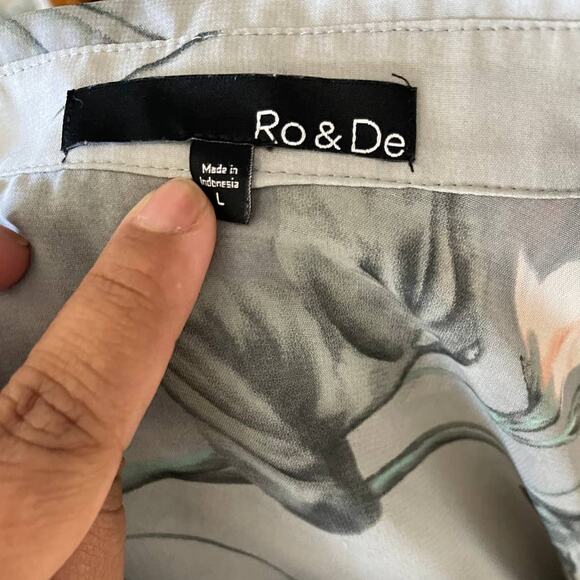 Ro & De
Made in
Indonesia
L